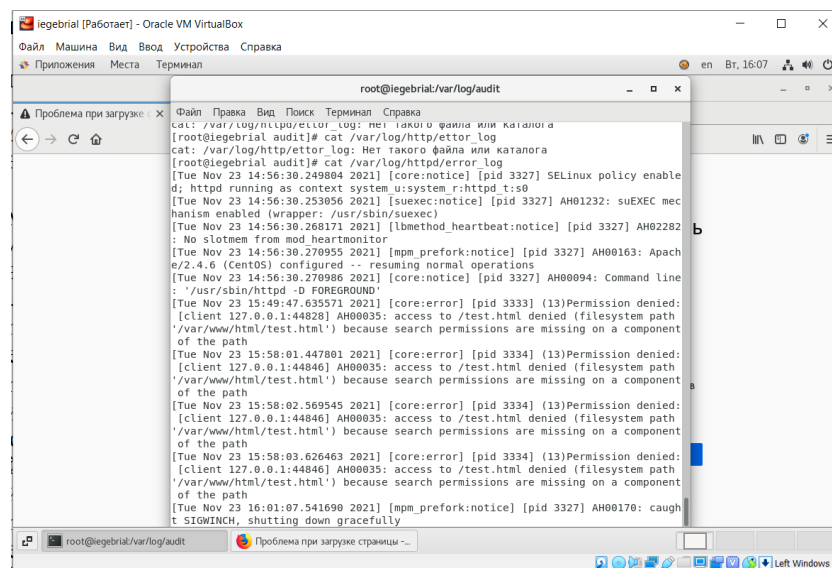 iegebrial [Работает] - Oracle VM VirtualBox
Файл Машина Вид Ввод Устройства Справка
Приложения Места Терминал en Вт, 16:07
root@iegebrial:/var/log/audit
Проблема при загрузке с
Файл Правка Вид Поиск Терминал Справка
cat: /var/log/httpd/ettor_log: Нет такого файла или каталога
[root@iegebrial audit]# cat /var/log/http/ettor_log
cat: /var/log/http/ettor_log: Нет такого файла или каталога
[root@iegebrial audit]# cat /var/log/httpd/error_log
[Tue Nov 23 14:56:30.249804 2021] [core:notice] [pid 3327] SELinux policy enable
d; httpd running as context system_u:system_r:httpd_t:s0
[Tue Nov 23 14:56:30.253056 2021] [suexec:notice] [pid 3327] AH01232: suEXEC mec
hanism enabled (wrapper: /usr/sbin/suexec)
[Tue Nov 23 14:56:30.268171 2021] [lbmethod_heartbeat:notice] [pid 3327] AH02282
: No slotmem from mod_heartmonitor
[Tue Nov 23 14:56:30.270955 2021] [mpm_prefork:notice] [pid 3327] AH00163: Apach
e/2.4.6 (CentOS) configured -- resuming normal operations
[Tue Nov 23 14:56:30.270986 2021] [core:notice] [pid 3327] AH00094: Command line
: '/usr/sbin/httpd -D FOREGROUND'
[Tue Nov 23 15:49:47.635571 2021] [core:error] [pid 3333] (13)Permission denied:
[client 127.0.0.1:44828] AH00035: access to /test.html denied (filesystem path
'/var/www/html/test.html') because search permissions are missing on a component
of the path
[Tue Nov 23 15:58:01.447801 2021] [core:error] [pid 3334] (13)Permission denied:
[client 127.0.0.1:44846] AH00035: access to /test.html denied (filesystem path
'/var/www/html/test.html') because search permissions are missing on a component
of the path
[Tue Nov 23 15:58:02.569545 2021] [core:error] [pid 3334] (13)Permission denied:
[client 127.0.0.1:44846] AH00035: access to /test.html denied (filesystem path
'/var/www/html/test.html') because search permissions are missing on a component
of the path
[Tue Nov 23 15:58:03.626463 2021] [core:error] [pid 3334] (13)Permission denied:
[client 127.0.0.1:44846] AH00035: access to /test.html denied (filesystem path
'/var/www/html/test.html') because search permissions are missing on a component
of the path
[Tue Nov 23 16:01:07.541690 2021] [mpm_prefork:notice] [pid 3327] AH00170: caugh
t SIGWINCH, shutting down gracefully
root@iegebrial:/var/log/audit Проблема при загрузке страницы -...
Left Windows